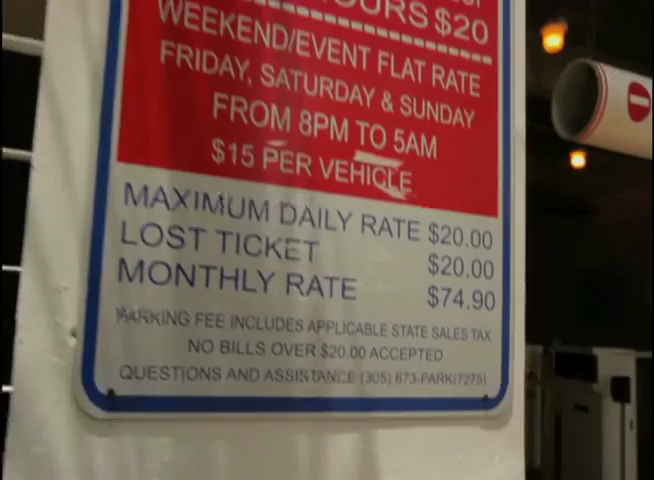 HOURS $20
WEEKEND/EVENT FLAT RATE
FRIDAY, SATURDAY & SUNDAY
FROM 8PM TO 5AM
$15 PER VEHICLE
MAXIMUM DAILY RATE $20.00
LOST TICKET $20.00
MONTHLY RATE $74.90
PARKING FEE INCLUDES APPLICABLE STATE SALES TAX
NO BILLS OVER $20.00 ACCEPTED
QUESTIONS AND ASSISTANCE (305) 673-PARK(7275)